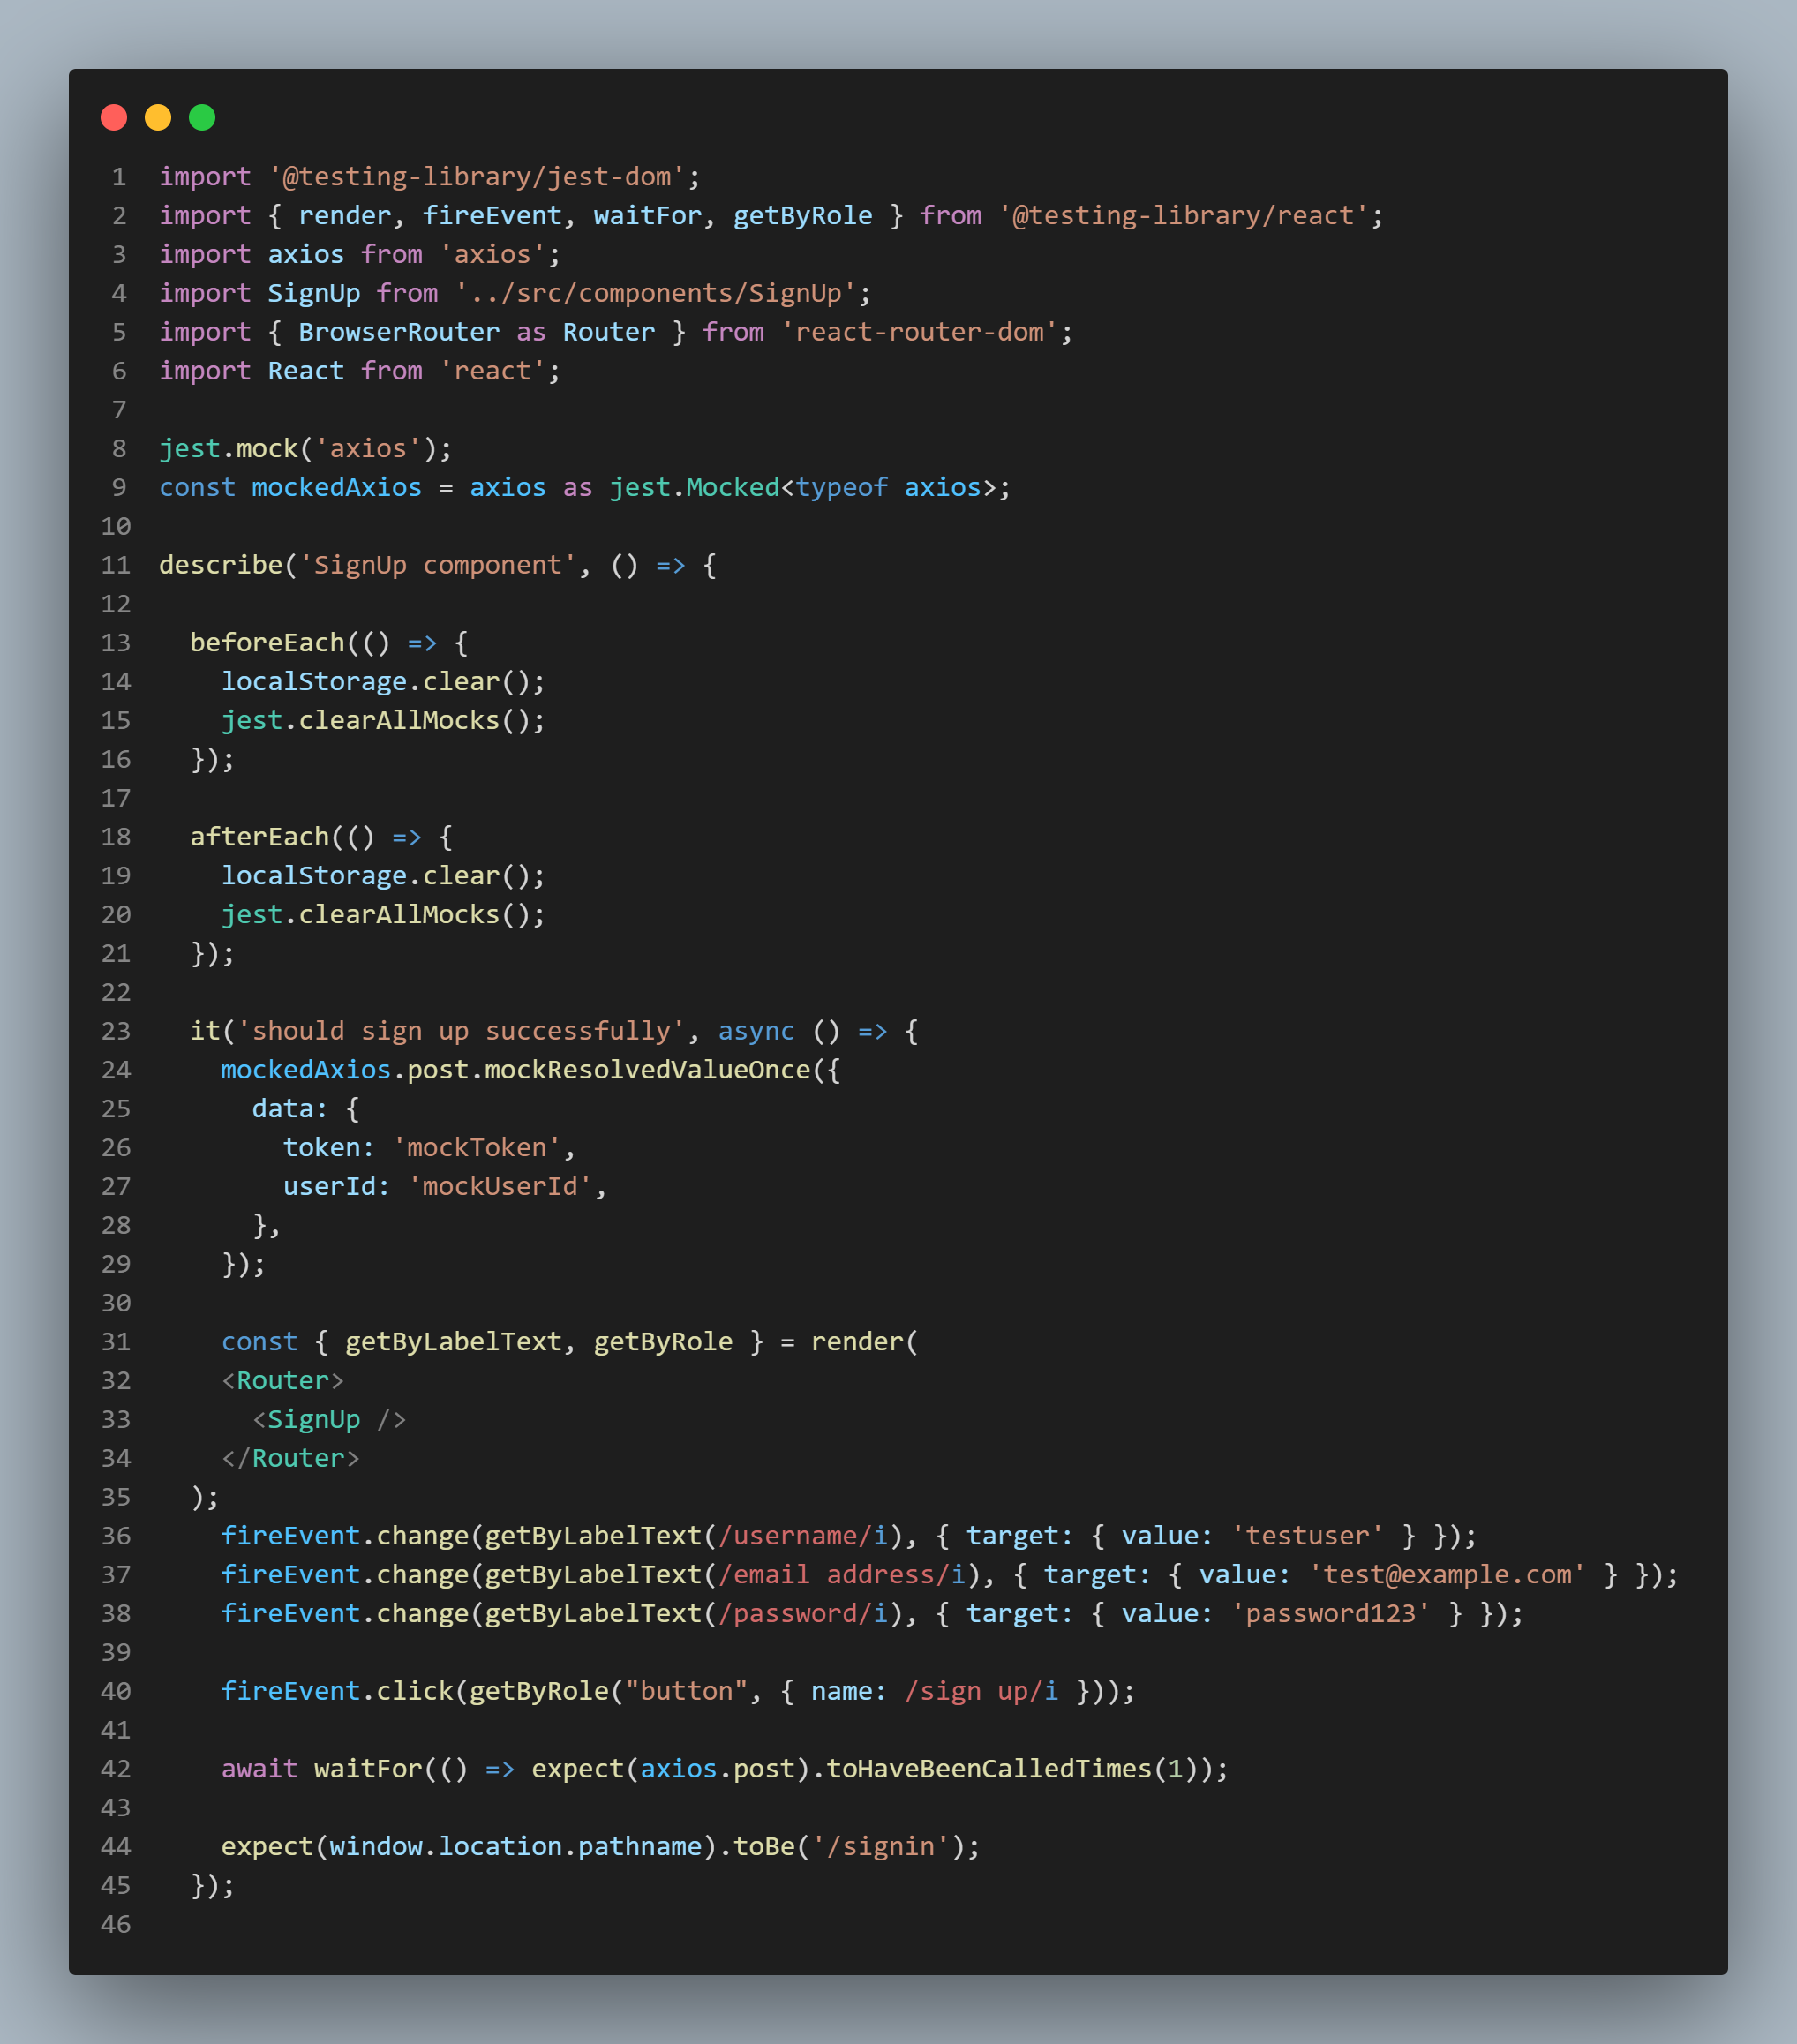 1 import '@testing-library/jest-dom';
2 import { render, fireEvent, waitFor, getByRole } from '@testing-library/react';
3 import axios from 'axios';
4 import SignUp from '../src/components/SignUp';
5 import { BrowserRouter as Router } from 'react-router-dom';
6 import React from 'react';
7
8 jest.mock('axios');
9 const mockedAxios = axios as jest.Mocked<typeof axios>;
10
11 describe('SignUp component', () => {
12
13   beforeEach(() => {
14     localStorage.clear();
15     jest.clearAllMocks();
16   });
17
18   afterEach(() => {
19     localStorage.clear();
20     jest.clearAllMocks();
21   });
22
23   it('should sign up successfully', async () => {
24     mockedAxios.post.mockResolvedValueOnce({
25       data: {
26         token: 'mockToken',
27         userId: 'mockUserId',
28       },
29     });
30
31     const { getByLabelText, getByRole } = render(
32     <Router>
33       <SignUp />
34     </Router>
35   );
36     fireEvent.change(getByLabelText(/username/i), { target: { value: 'testuser' } });
37     fireEvent.change(getByLabelText(/email address/i), { target: { value: 'test@example.com' } });
38     fireEvent.change(getByLabelText(/password/i), { target: { value: 'password123' } });
39
40     fireEvent.click(getByRole("button", { name: /sign up/i }));
41
42     await waitFor(() => expect(axios.post).toHaveBeenCalledTimes(1));
43
44     expect(window.location.pathname).toBe('/signin');
45   });
46